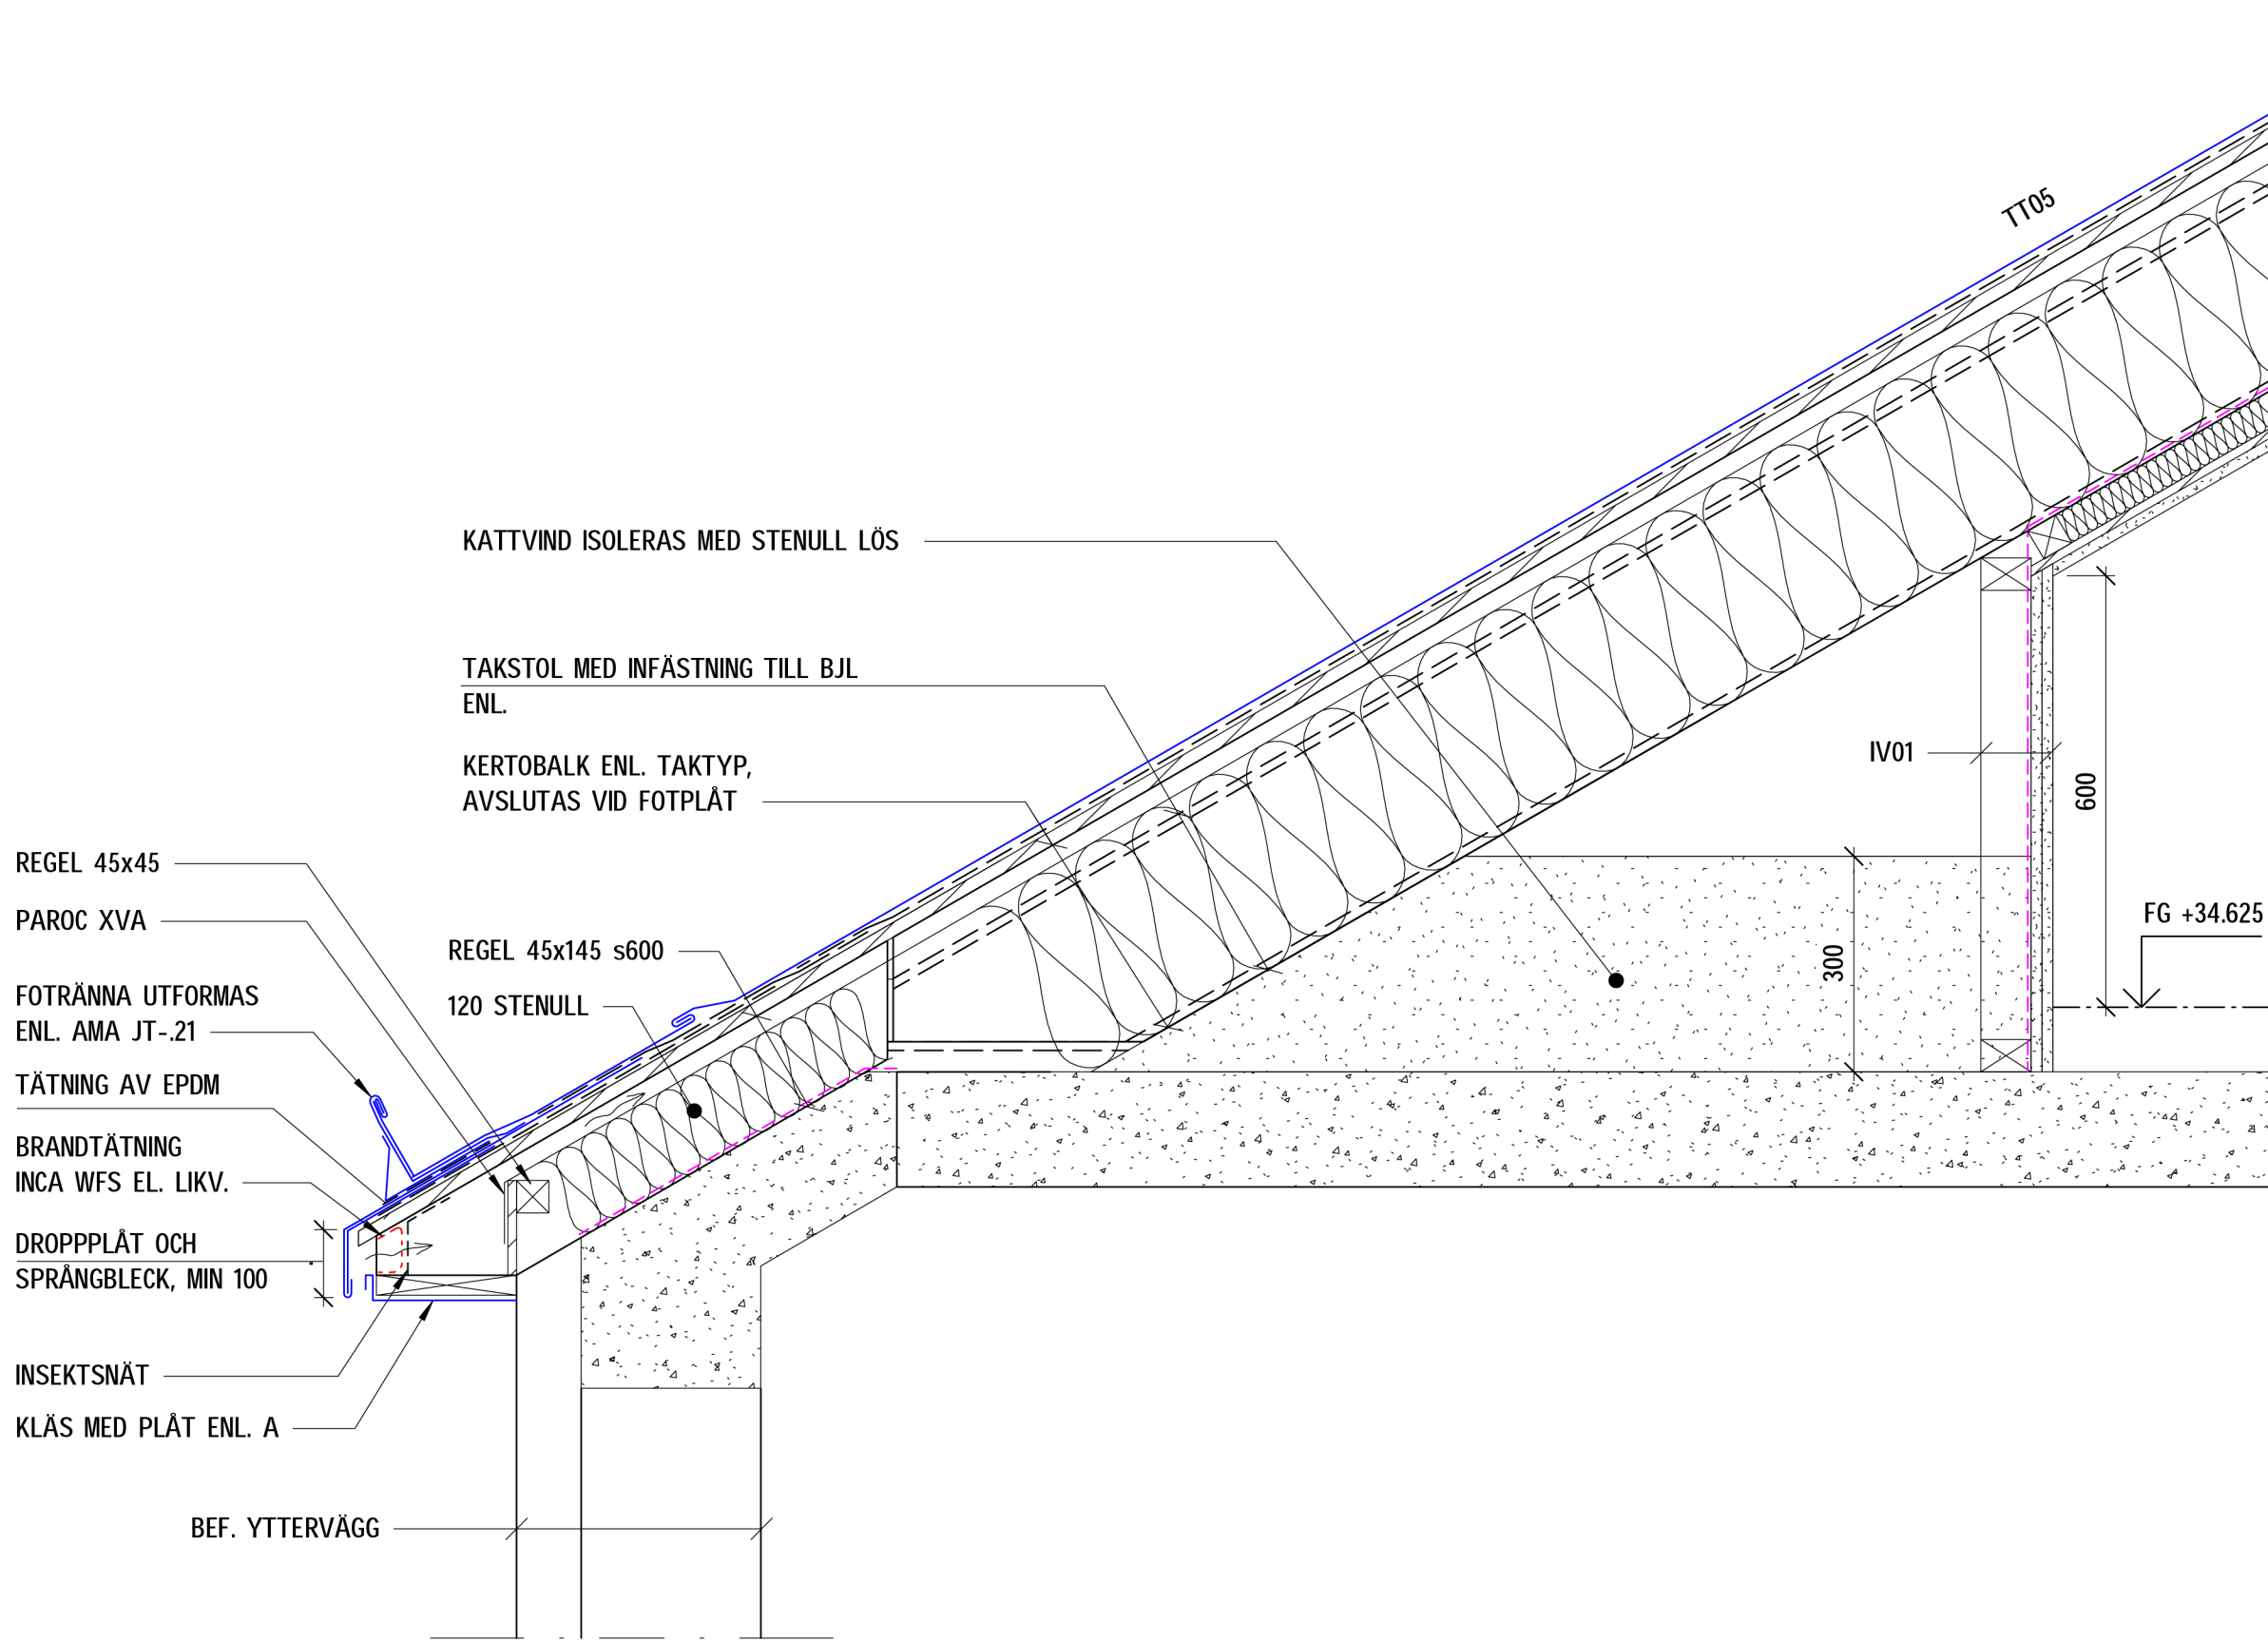 TT05
KATTVIND ISOLERAS MED STENULL LÖS
TAKSTOL MED INFÄSTNING TILL BJL
ENL.
KERTOBALK ENL. TAKTYP,
AVSLUTAS VID FOTPLÅT
IV01
600
REGEL 45x45
PAROC XVA
REGEL 45x145 s600
FG +34.625
300
FOTRÄNNA UTFORMAS
ENL. AMA JT-.21
120 STENULL
TÄTNING AV EPDM
BRANDTÄTNING
INCA WFS EL. LIKV.
DROPPPLÅT OCH
SPRÅNGBLECK, MIN 100
INSEKTSNÄT
KLÄS MED PLÅT ENL. A
BEF. YTTERVÄGG